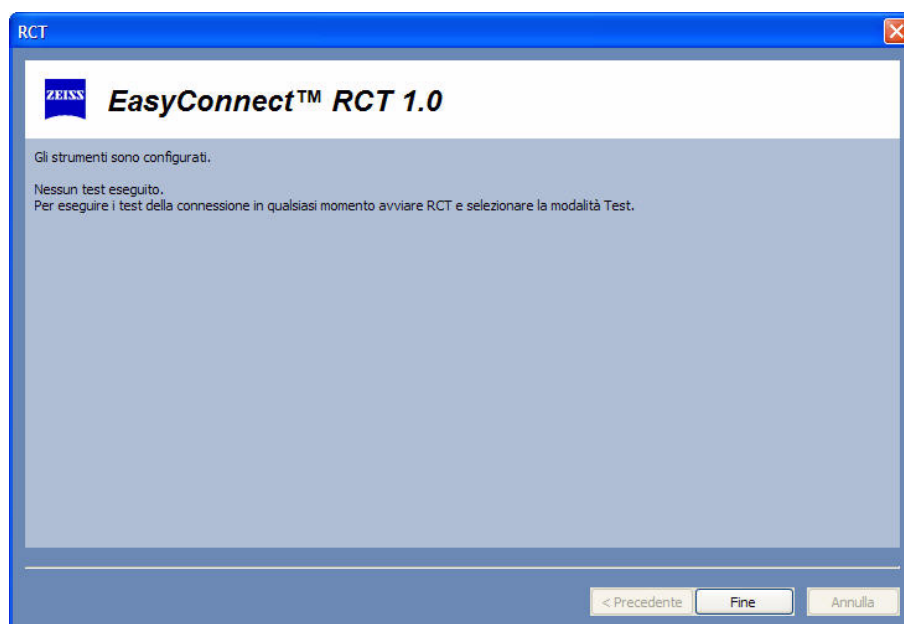 RCT
ZEISS
EasyConnect™ RCT 1.0
Gli strumenti sono configurati.
Nessun test eseguito.
Per eseguire i test della connessione in qualsiasi momento avviare RCT e selezionare la modalità Test.
< Precedente
Fine
Annulla